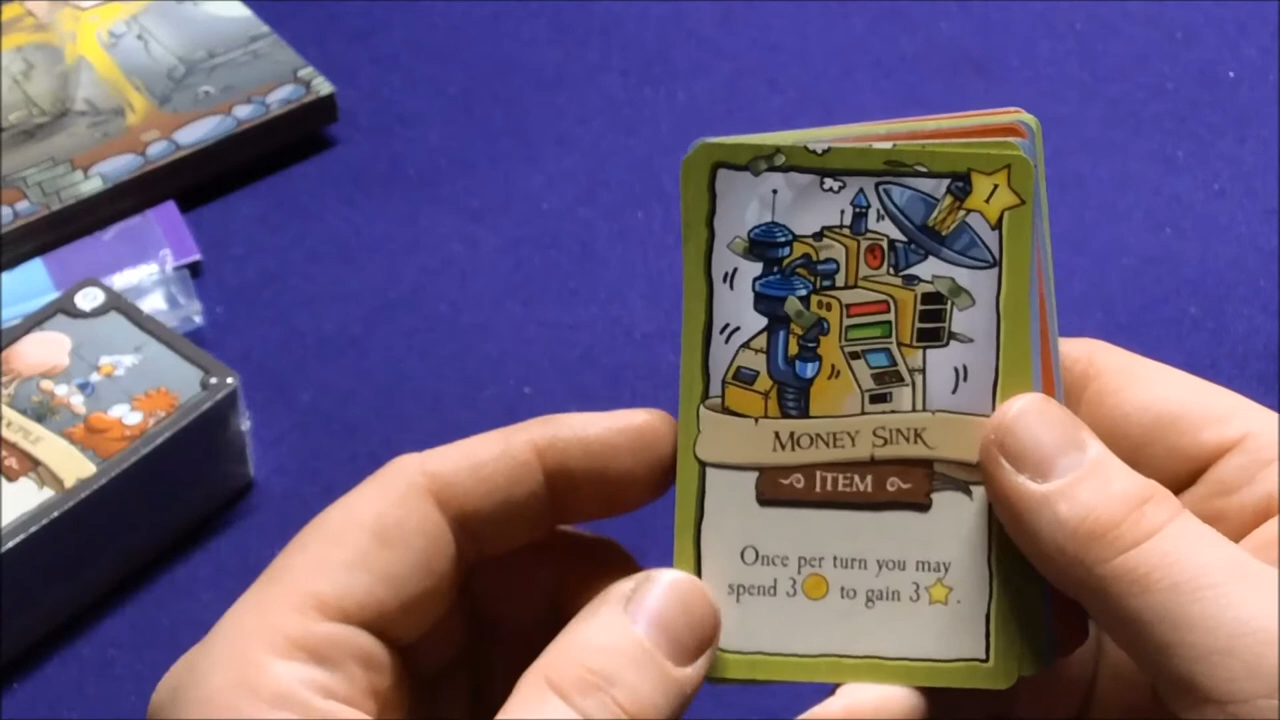 1
MONEY SINK
ITEM
Once per turn you may
spend 3 to gain 3 .